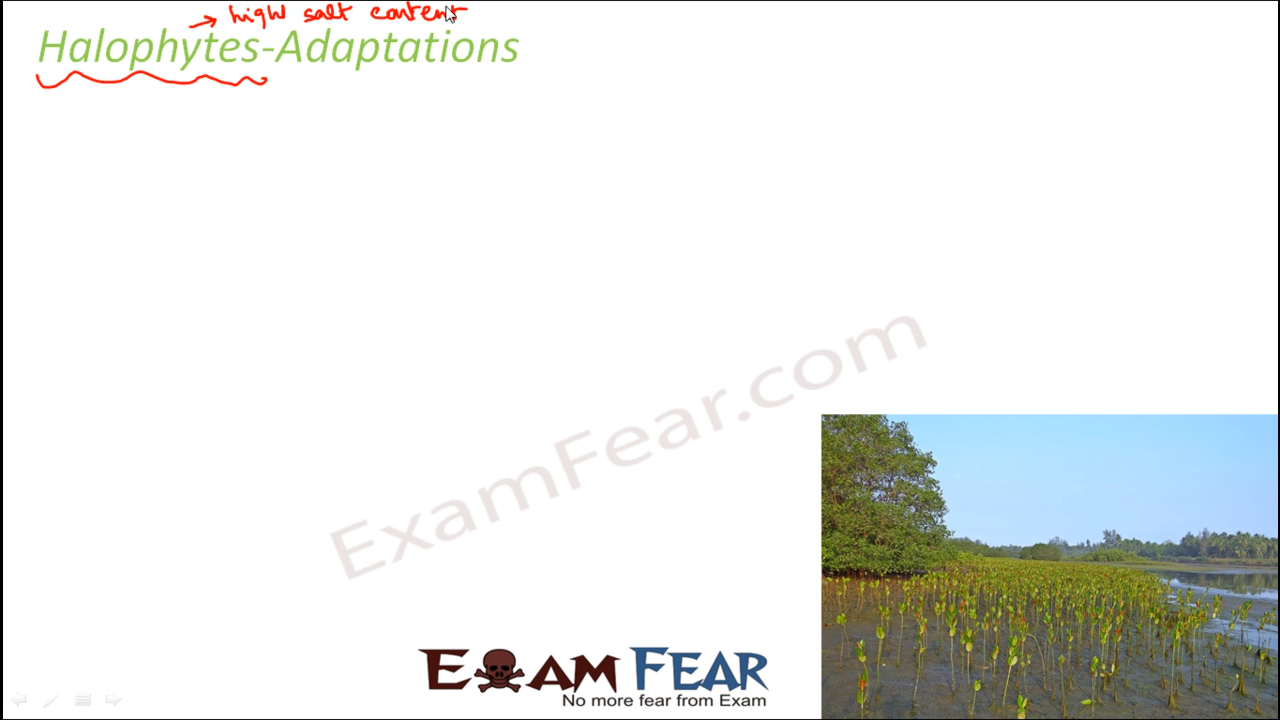 → high salt content
Halophytes-Adaptations
ExamFear.com
EXAM FEAR
No more fear from Exam